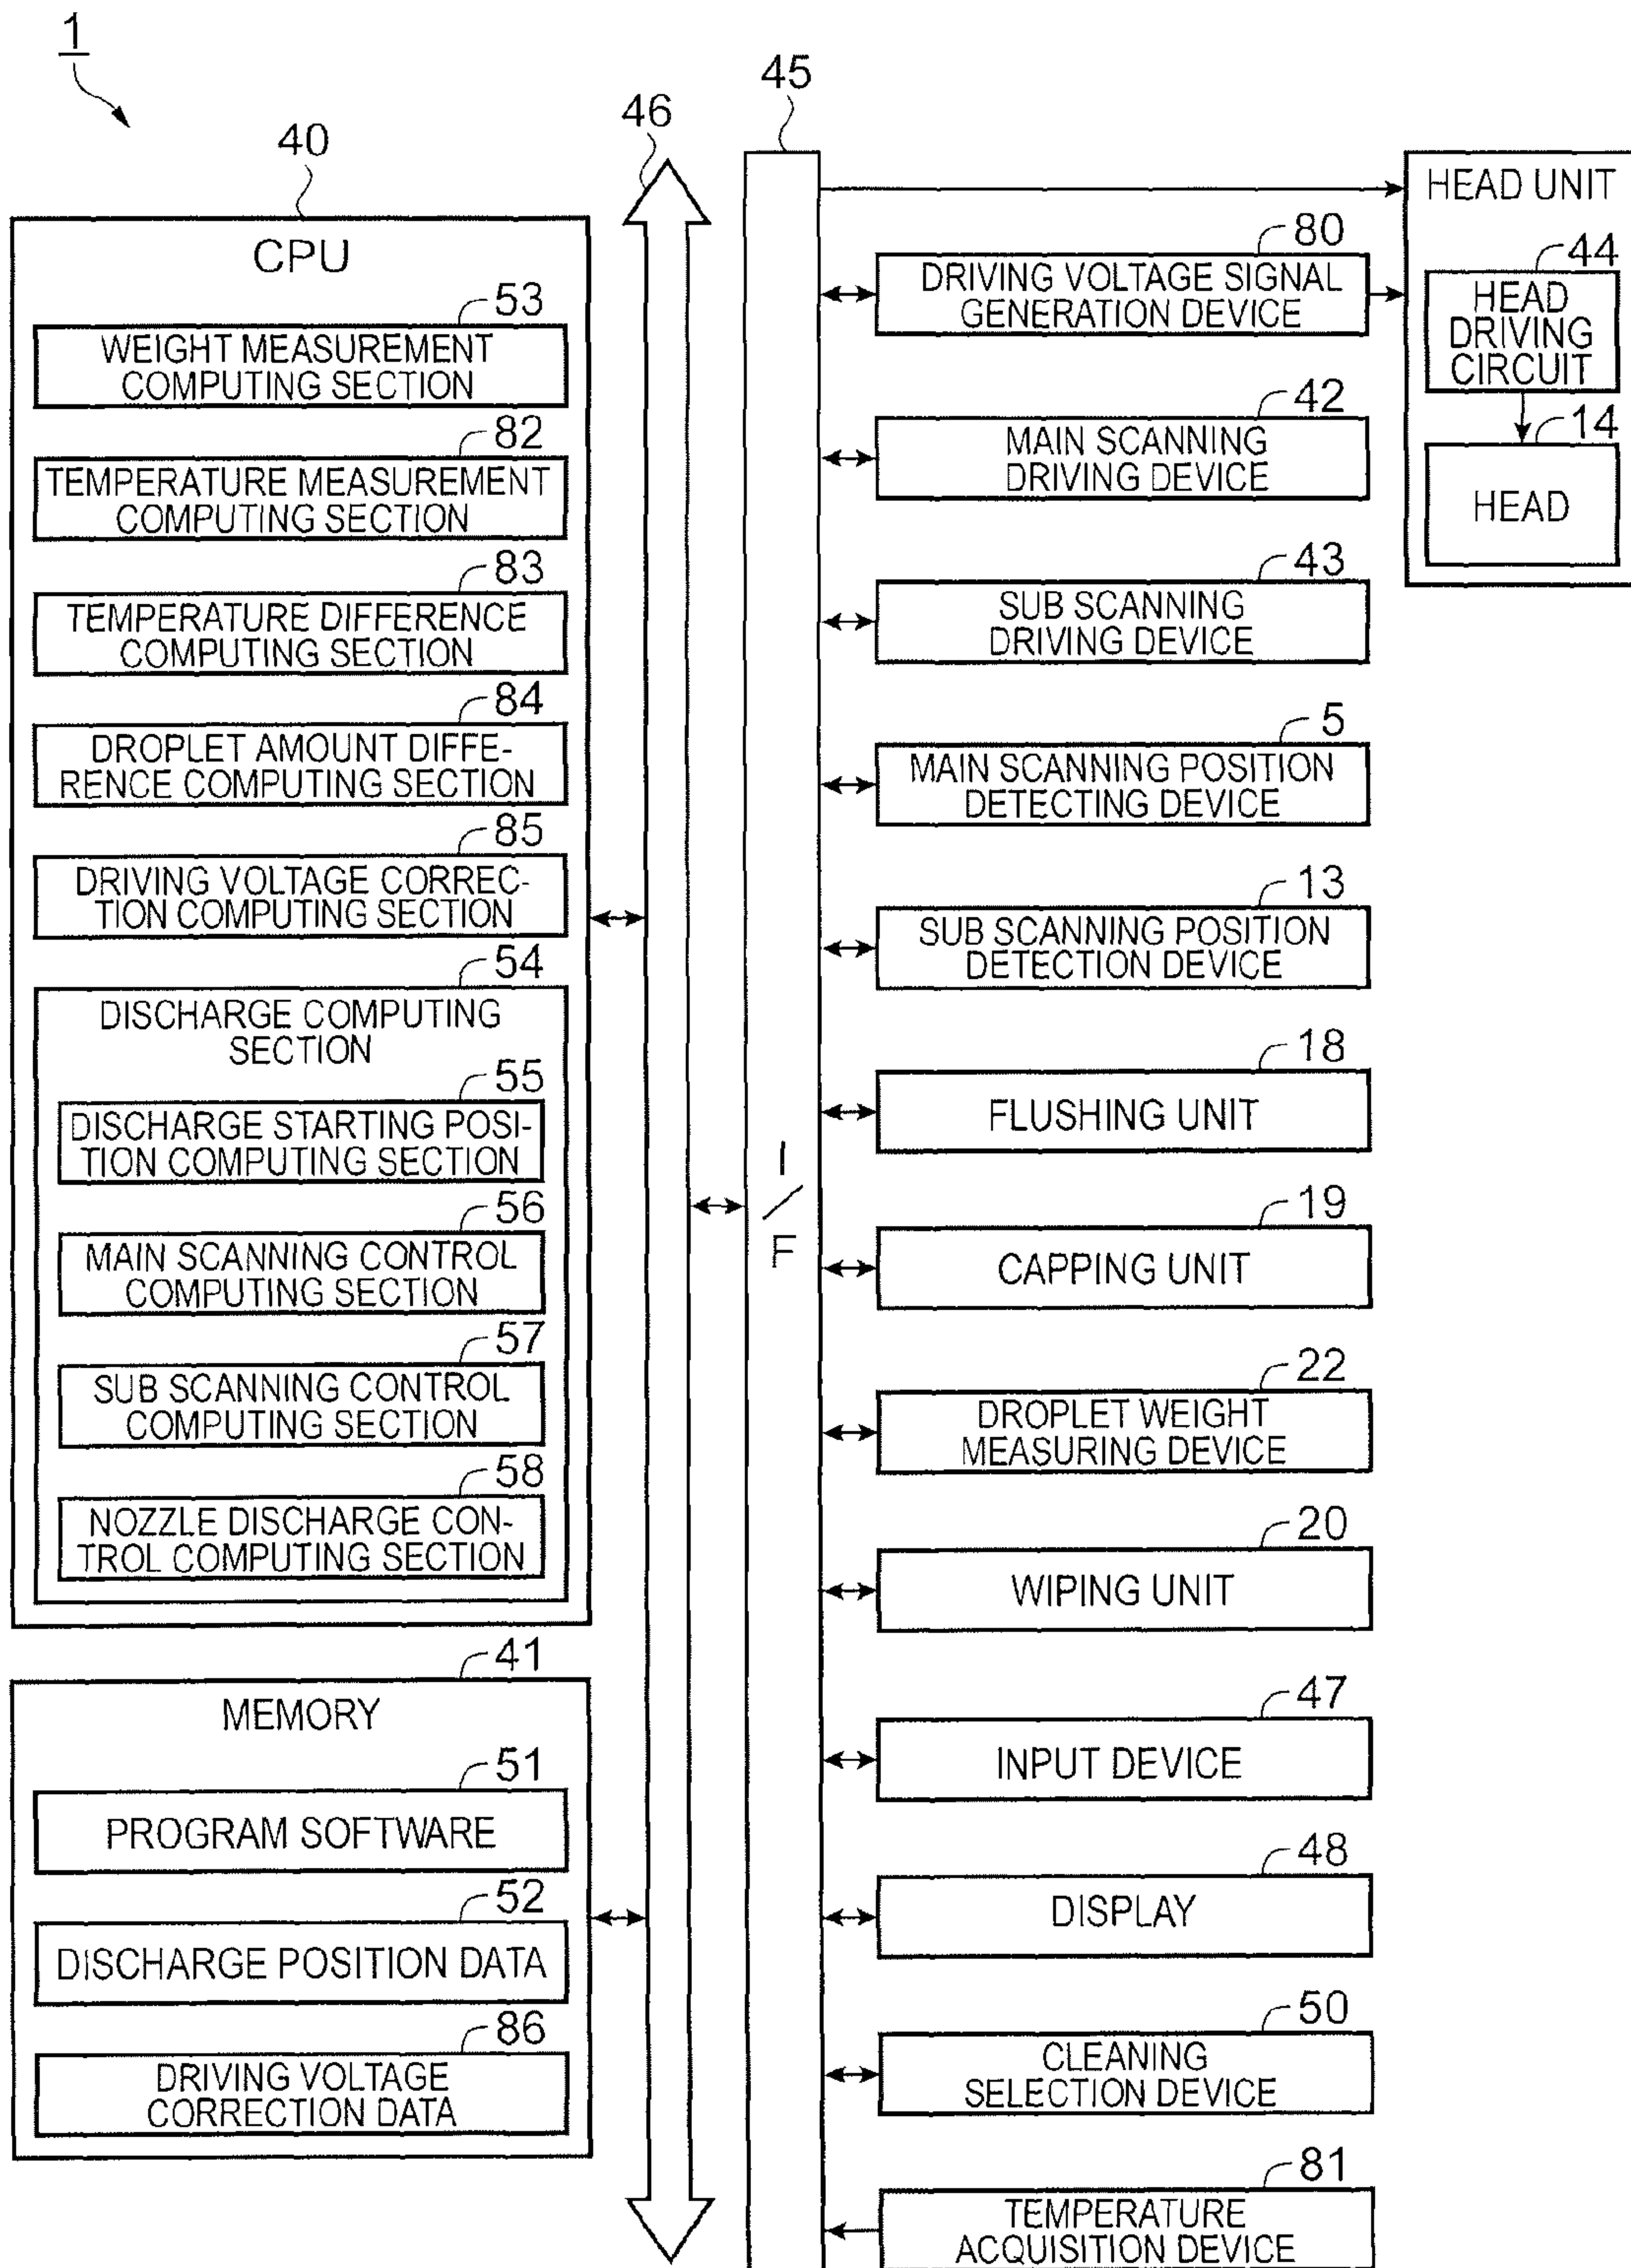 1
40
CPU
53
WEIGHT MEASUREMENT
COMPUTING SECTION
82
TEMPERATURE MEASUREMENT
COMPUTING SECTION
83
TEMPERATURE DIFFERENCE
COMPUTING SECTION
84
DROPLET AMOUNT DIFFE-
RENCE COMPUTING SECTION
85
DRIVING VOLTAGE CORREC-
TION COMPUTING SECTION
54
DISCHARGE COMPUTING
SECTION
55
DISCHARGE STARTING POSI-
TION COMPUTING SECTION
56
MAIN SCANNING CONTROL
COMPUTING SECTION
57
SUB SCANNING CONTROL
COMPUTING SECTION
58
NOZZLE DISCHARGE CON-
TROL COMPUTING SECTION
41
MEMORY
51
PROGRAM SOFTWARE
52
DISCHARGE POSITION DATA
86
DRIVING VOLTAGE
CORRECTION DATA
46
45
I
/
F
80
DRIVING VOLTAGE SIGNAL
GENERATION DEVICE
42
MAIN SCANNING
DRIVING DEVICE
43
SUB SCANNING
DRIVING DEVICE
5
MAIN SCANNING POSITION
DETECTING DEVICE
13
SUB SCANNING POSITION
DETECTION DEVICE
18
FLUSHING UNIT
19
CAPPING UNIT
22
DROPLET WEIGHT
MEASURING DEVICE
20
WIPING UNIT
47
INPUT DEVICE
48
DISPLAY
50
CLEANING
SELECTION DEVICE
81
TEMPERATURE
ACQUISITION DEVICE
HEAD UNIT
44
HEAD
DRIVING
CIRCUIT
14
HEAD